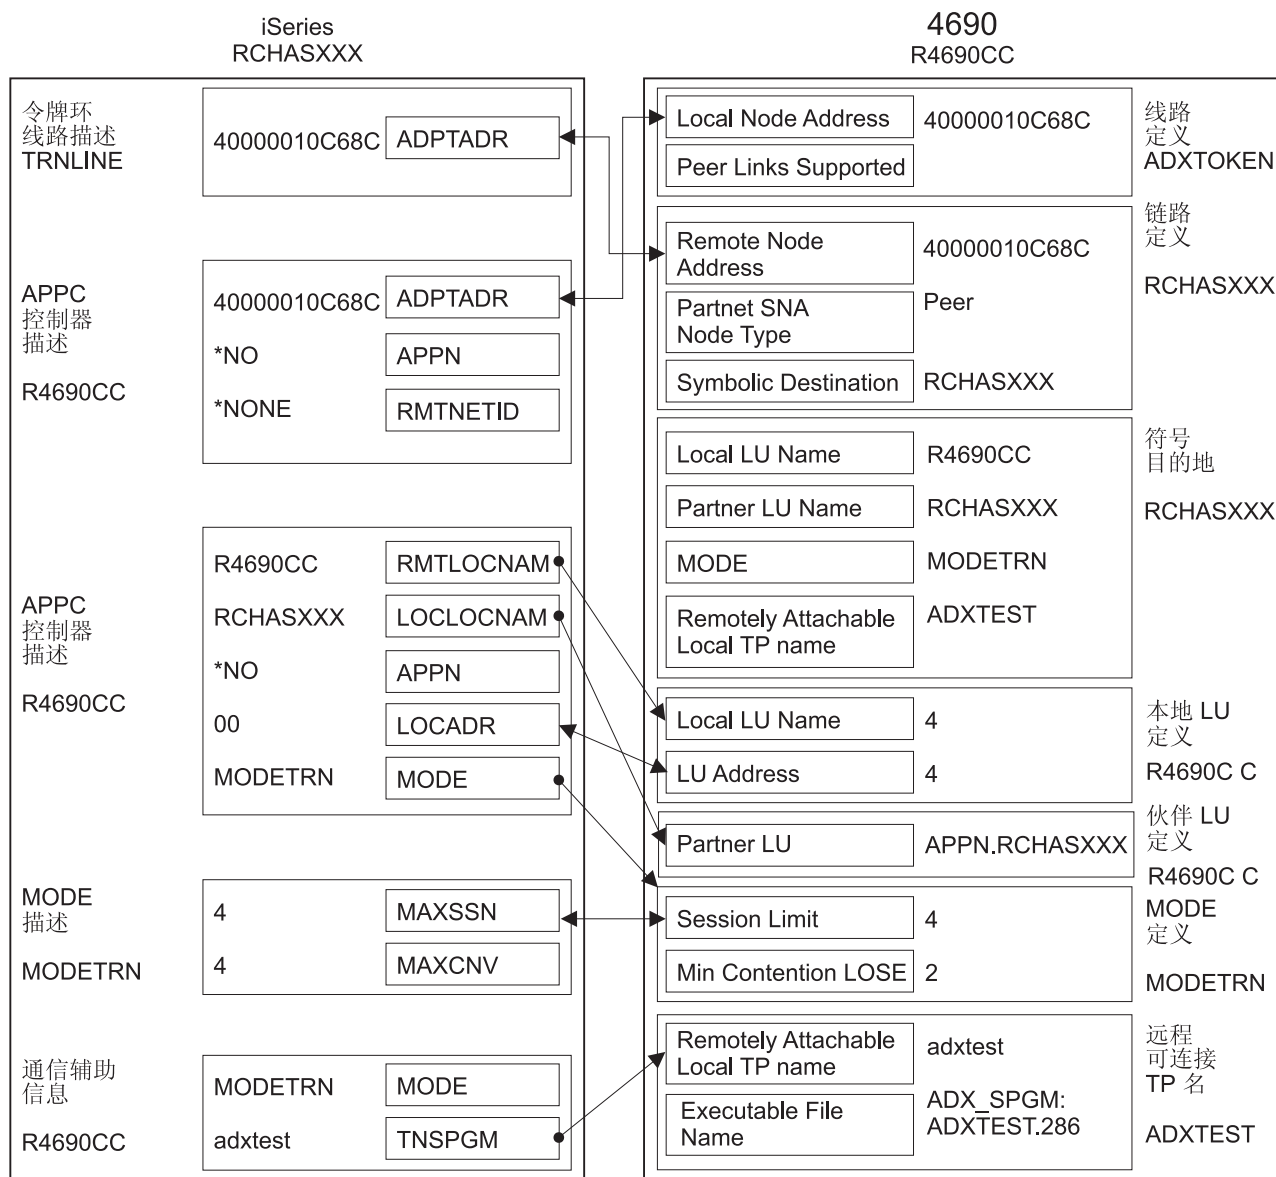 iSeries
RCHASXXX
令牌环
线路描述
TRNLINE
40000010C68C
ADPTADR
APPC
控制器
描述
R4690CC
40000010C68C
ADPTADR
*NO
APPN
*NONE
RMTNETID
APPC
控制器
描述
R4690CC
R4690CC
RMTLOCNAM
RCHASXXX
LOCLOCNAM
*NO
APPN
00
LOCADR
MODETRN
MODE
MODE
描述
MODETRN
4
MAXSSN
4
MAXCNV
通信辅助
信息
R4690CC
MODETRN
MODE
adxtest
TNSPGM
4690
R4690CC
Local Node Address
40000010C68C
Peer Links Supported
线路
定义
ADXTOKEN
Remote Node
Address
40000010C68C
Partnet SNA
Node Type
Peer
Symbolic Destination
RCHASXXX
链路
定义
RCHASXXX
Local LU Name
R4690CC
Partner LU Name
RCHASXXX
MODE
MODETRN
Remotely Attachable
Local TP name
ADXTEST
符号
目的地
RCHASXXX
Local LU Name
4
LU Address
4
本地 LU
定义
R4690C C
Partner LU
APPN.RCHASXXX
伙伴 LU
定义
R4690C C
Session Limit
4
Min Contention LOSE
2
MODE
定义
MODETRN
Remotely Attachable
Local TP name
adxtest
Executable File
Name
ADX_SPGM:
ADXTEST.286
远程
可连接
TP 名
ADXTEST